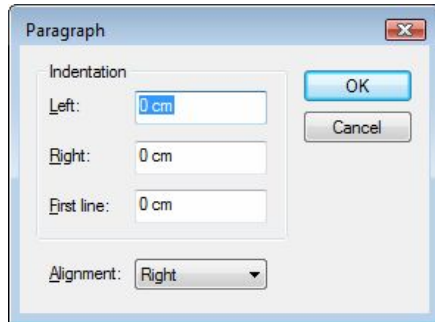 Paragraph
Indentation
Left: 0 cm
OK
Cancel
Right: 0 cm
First line: 0 cm
Alignment: Right